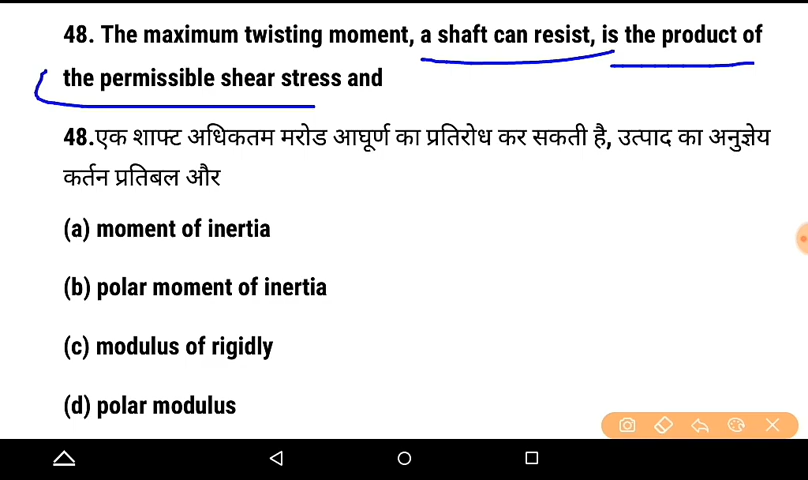 48. The maximum twisting moment, a shaft can resist, is the product of
the permissible shear stress and
48.एक शाफ्ट अधिकतम मरोड आघूर्ण का प्रतिरोध कर सकती है, उत्पाद का अनुज्ञेय
कर्तन प्रतिबल और
(a) moment of inertia
(b) polar moment of inertia
(c) modulus of rigidly
(d) polar modulus